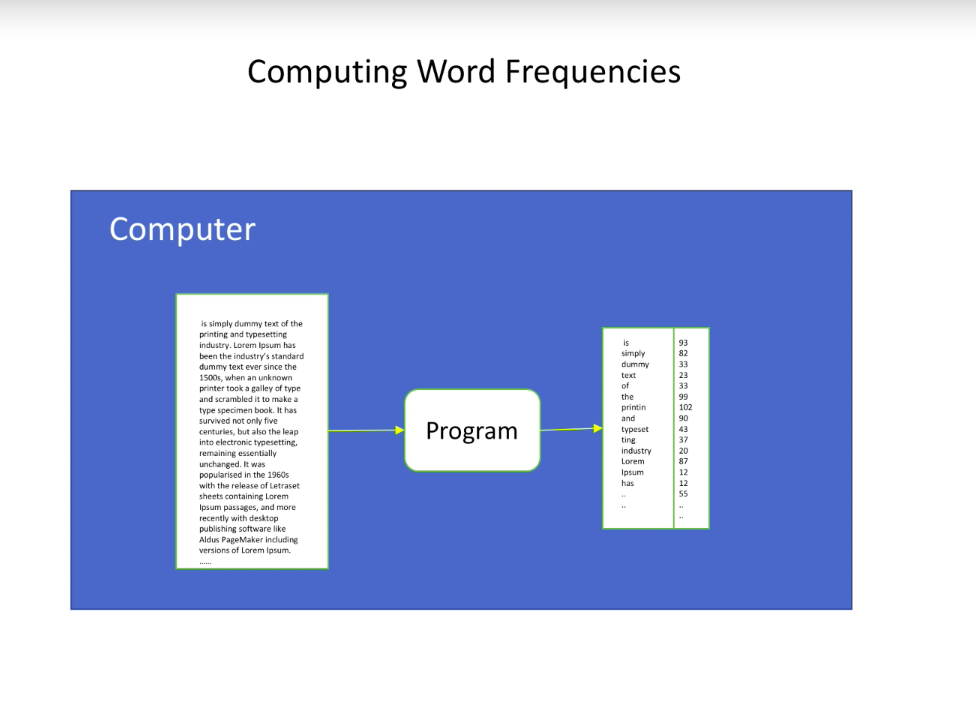 Computing Word Frequencies
Computer
is simply dummy text of the
printing and typesetting
industry. Lorem Ipsum has
been the industry's standard
dummy text ever since the
1500s, when an unknown
printer took a galley of type
and scrambled it to make a
type specimen book. It has
survived not only five
centuries, but also the leap
into electronic typesetting,
remaining essentially
unchanged. It was
popularised in the 1960s
with the release of Letraset
sheets containing Lorem
Ipsum passages, and more
recently with desktop
publishing software like
Aldus PageMaker including
versions of Lorem Ipsum.
......
Program
is 93
simply 82
dummy 33
text 23
of 33
the 99
printin 102
and 90
typeset 43
ting 37
industry 20
Lorem 87
Ipsum 12
has 12
.. 55
.. ..
..